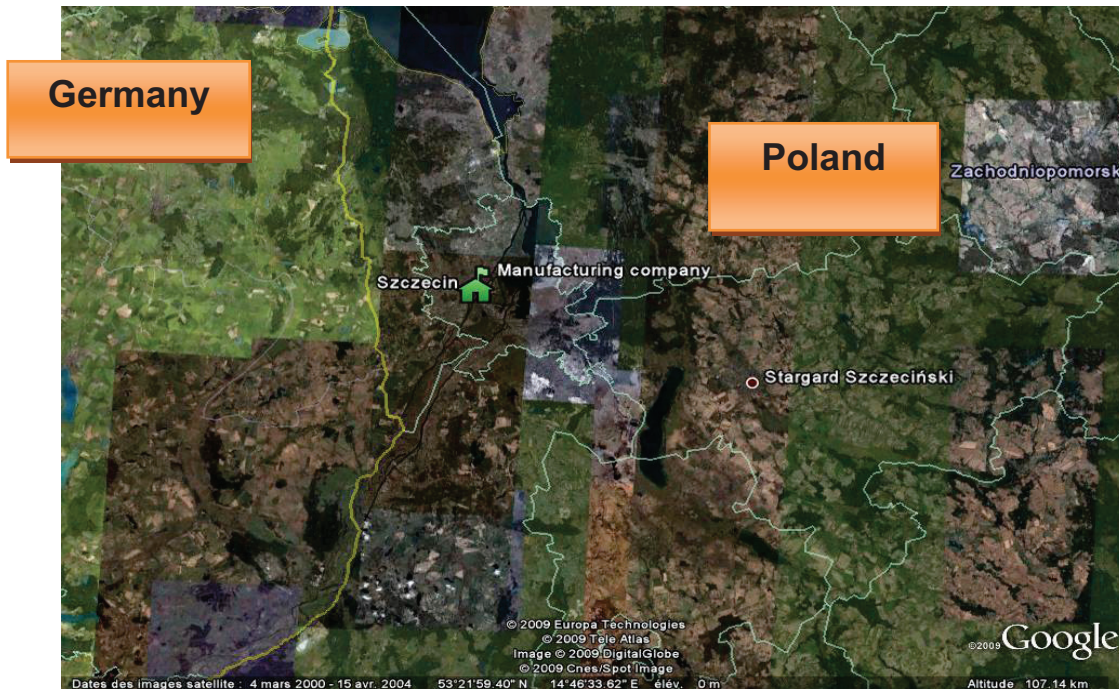 Germany
Poland
Zachodniopomorsk
Szczecin
Manufacturing company
Stargard Szczeciński
© 2009 Europa Technologies
© 2009 Tele Atlas
Image © 2009 DigitalGlobe
© 2009 Cnes/Spot Image
©2009 Google
Dates des images satellite : 4 mars 2000 - 15 avr. 2004 53°21'59.40" N 14°46'33.62" E élév. 0 m Altitude 107.14 km